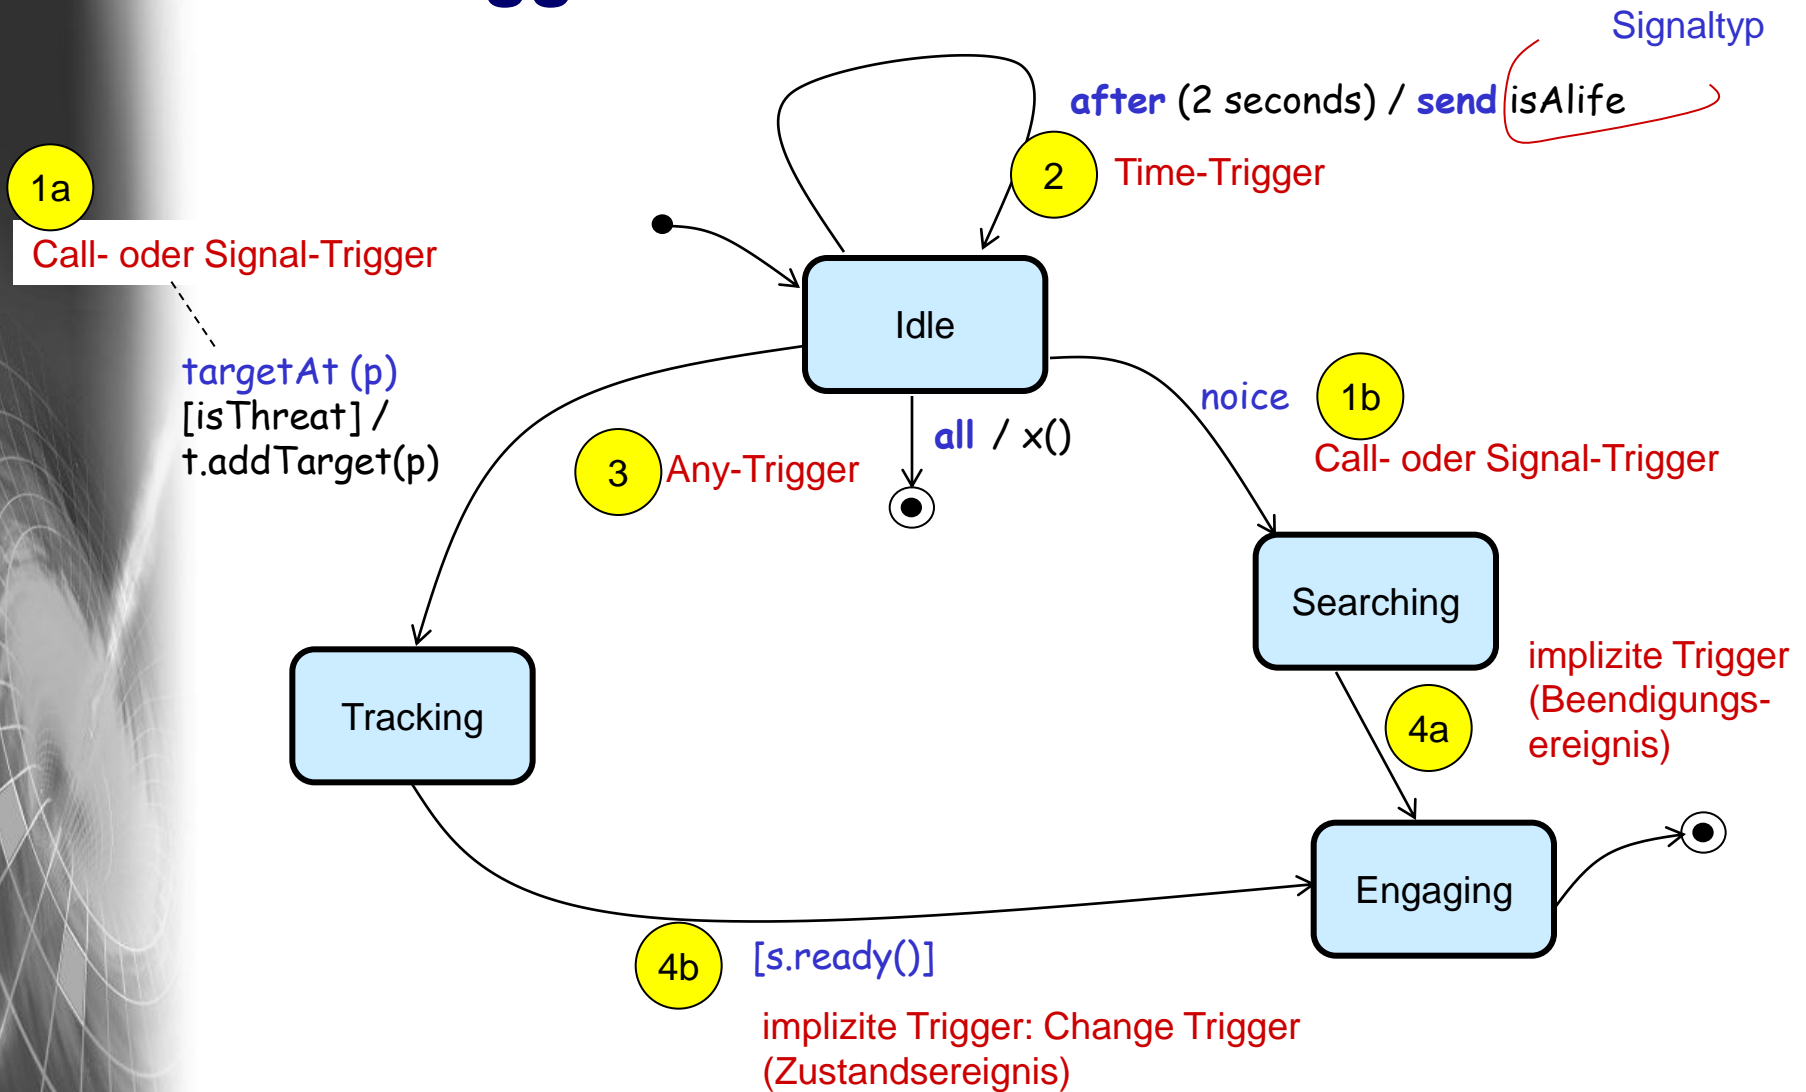 gg
Signaltyp
after (2 seconds) / send isAlife
2
Time-Trigger
1a
Call- oder Signal-Trigger
Idle
targetAt (p)
[isThreat] /
t.addTarget(p)
noice
1b
all / x()
Call- oder Signal-Trigger
3
Any-Trigger
Searching
implizite Trigger
(Beendigungs-
ereignis)
Tracking
4a
Engaging
4b
[s.ready()]
implizite Trigger: Change Trigger
(Zustandsereignis)